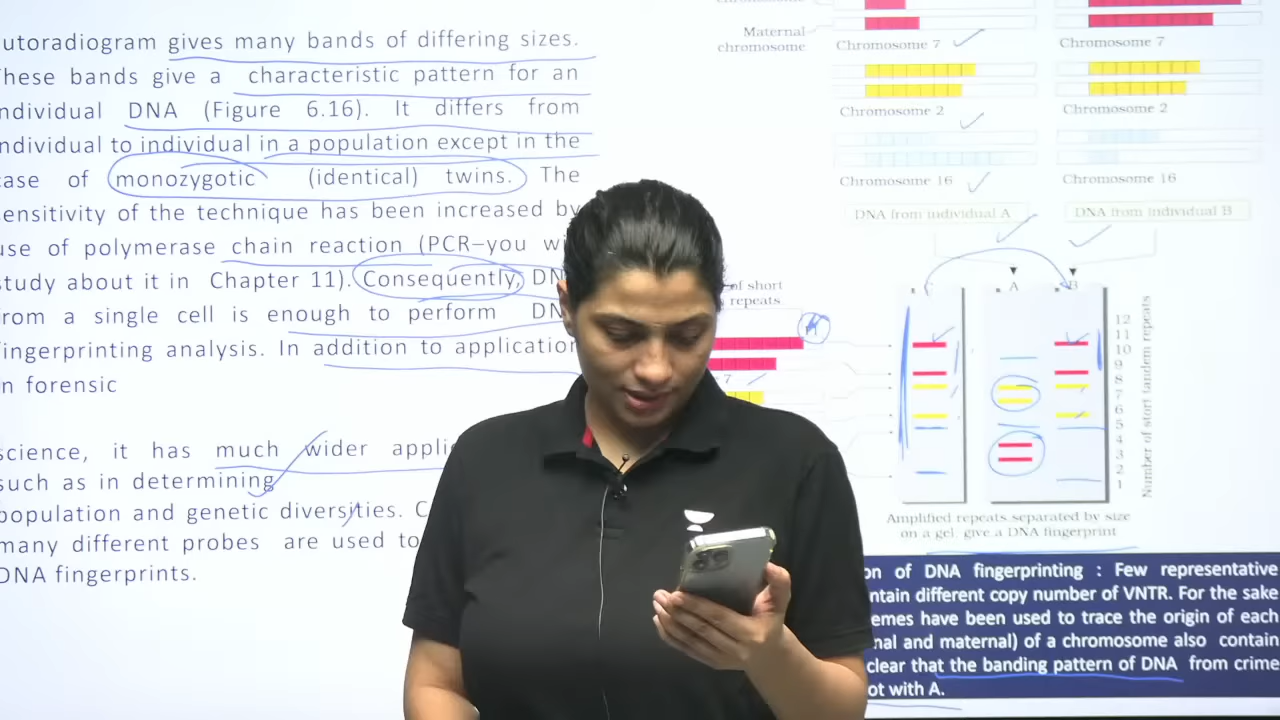 utoradiogram gives many bands of differing sizes.
hese bands give a characteristic pattern for an
ndividual DNA (Figure 6.16). It differs from
ndividual to individual in a population except in the
ase of monozygotic (identical) twins. The
ensitivity of the technique has been increased by
use of polymerase chain reaction (PCR–you wi
tudy about it in Chapter 11). Consequently, DN
rom a single cell is enough to perform DN
ingerprinting analysis. In addition to application
n forensic
science, it has much wider appl
such as in determining
population and genetic diversities. C
many different probes are used to
DNA fingerprints.
Maternal
chromosome
Chromosome 7
Chromosome 7
Chromosome 2
Chromosome 2
Chromosome 16
Chromosome 16
DNA from individual A
DNA from individual B
of short
repeats
7
A
C
A
B
12
11
10
9
8
7
6
5
4
3
2
1
Number of stort tandem repeats
Amplified repeats separated by size
on a gel, give a DNA fingerprint
on of DNA fingerprinting : Few representative
ntain different copy number of VNTR. For the sake
emes have been used to trace the origin of each
nal and maternal) of a chromosome also contain
clear that the banding pattern of DNA from crime
ot with A.